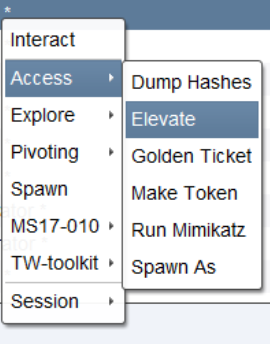 *
Interact
Access
Explore
Pivoting
Spawn
MS17-010
TW-toolkit
Session
Dump Hashes
Elevate
Golden Ticket
Make Token
Run Mimikatz
Spawn As